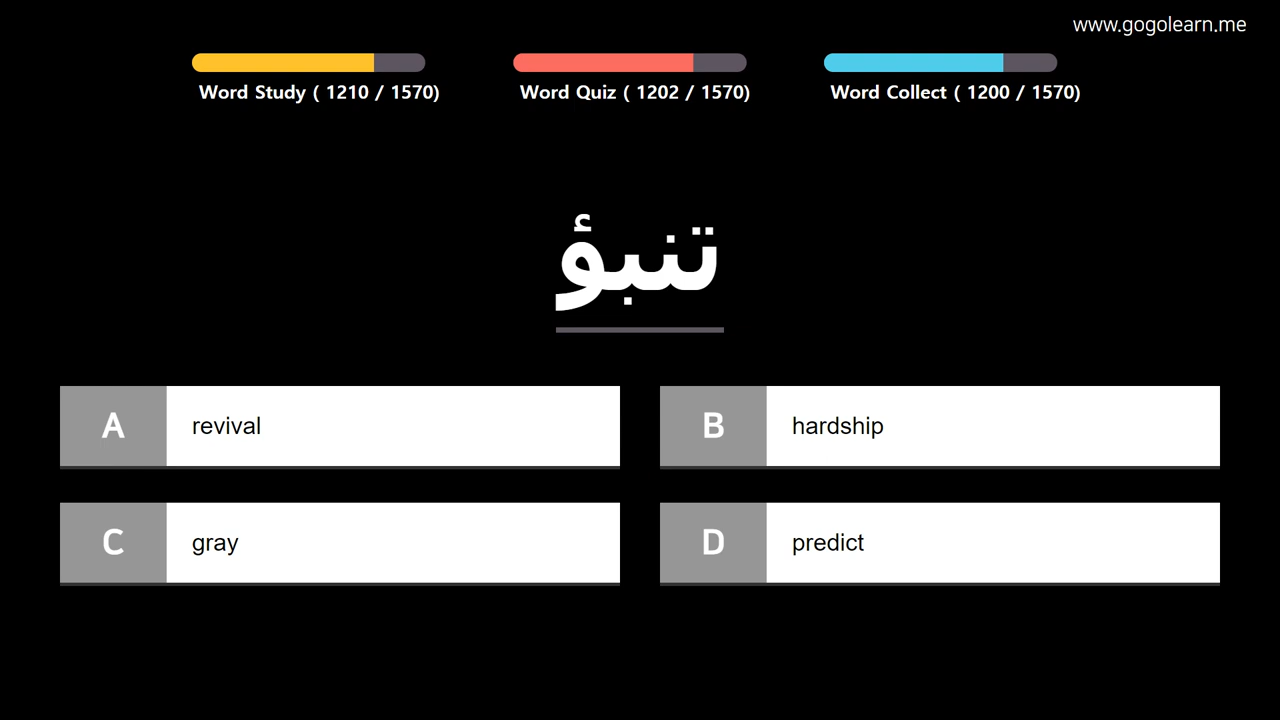 www.gogolearn.me
Word Study ( 1210 / 1570)
Word Quiz ( 1202 / 1570)
Word Collect ( 1200 / 1570)
تنبؤ
A revival
B hardship
C gray
D predict